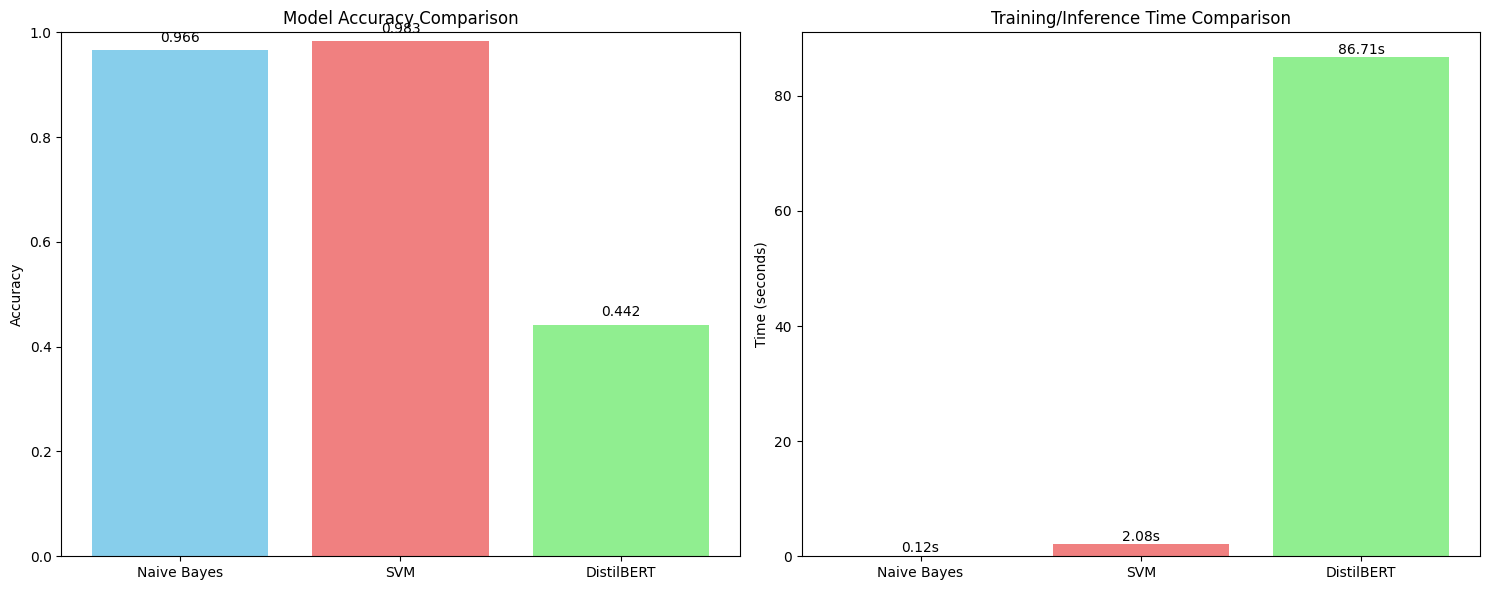 Model Accuracy Comparison
1.0
0.8
0.6
0.4
0.2
0.0
Accuracy
0.966
0.983
0.442
Naive Bayes
SVM
DistilBERT
Training/Inference Time Comparison
80
60
40
20
0
Time (seconds)
0.12s
2.08s
86.71s
Naive Bayes
SVM
DistilBERT